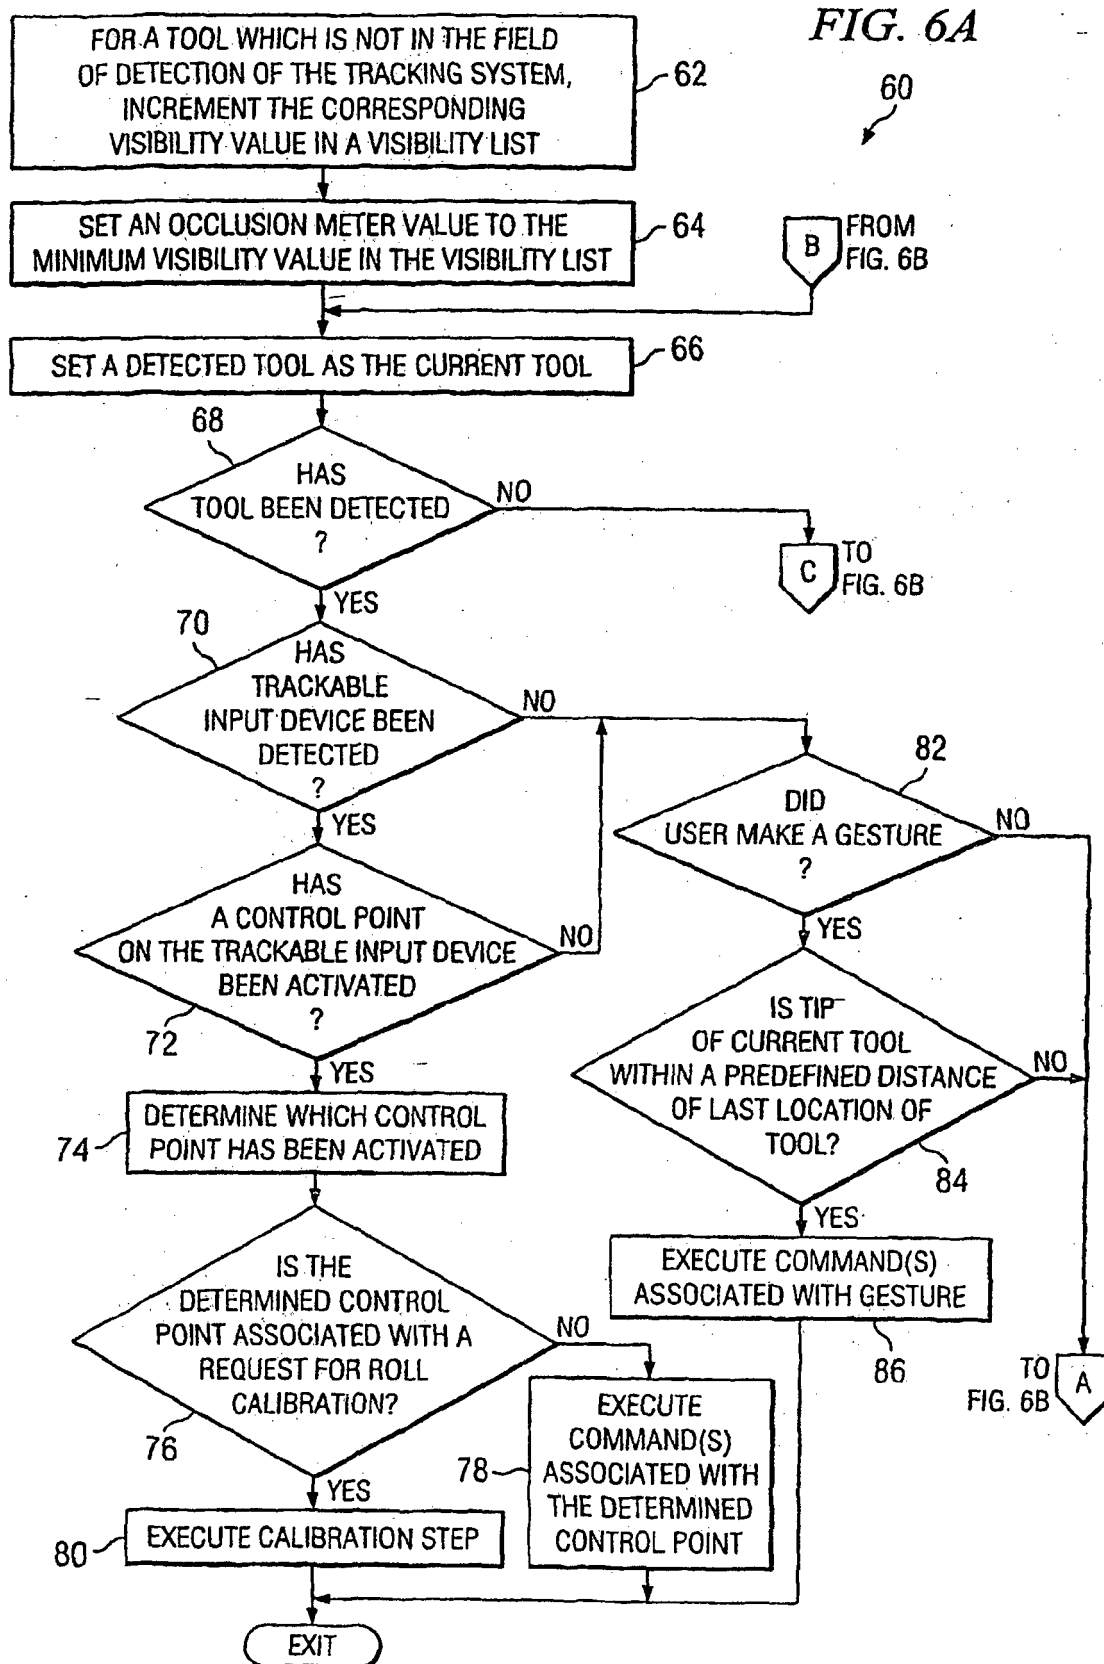 FIG. 6A
60
FOR A TOOL WHICH IS NOT IN THE FIELD
OF DETECTION OF THE TRACKING SYSTEM,
INCREMENT THE CORRESPONDING
VISIBILITY VALUE IN A VISIBILITY LIST
62
SET AN OCCLUSION METER VALUE TO THE
MINIMUM VISIBILITY VALUE IN THE VISIBILITY LIST
64
B
FROM
FIG. 6B
SET A DETECTED TOOL AS THE CURRENT TOOL
66
68
HAS
TOOL BEEN DETECTED
?
NO
C
TO
FIG. 6B
YES
70
HAS
TRACKABLE
INPUT DEVICE BEEN
DETECTED
?
NO
YES
82
DID
USER MAKE A GESTURE
?
NO
YES
HAS
A CONTROL POINT
ON THE TRACKABLE INPUT DEVICE
BEEN ACTIVATED
?
NO
72
YES
IS TIP
OF CURRENT TOOL
WITHIN A PREDEFINED DISTANCE
OF LAST LOCATION OF
TOOL?
NO
84
YES
DETERMINE WHICH CONTROL
POINT HAS BEEN ACTIVATED
74
EXECUTE COMMAND(S)
ASSOCIATED WITH GESTURE
86
TO
FIG. 6B
A
IS THE
DETERMINED CONTROL
POINT ASSOCIATED WITH A
REQUEST FOR ROLL
CALIBRATION?
NO
76
YES
EXECUTE
COMMAND(S)
ASSOCIATED WITH
THE DETERMINED
CONTROL POINT
78
80
EXECUTE CALIBRATION STEP
EXIT